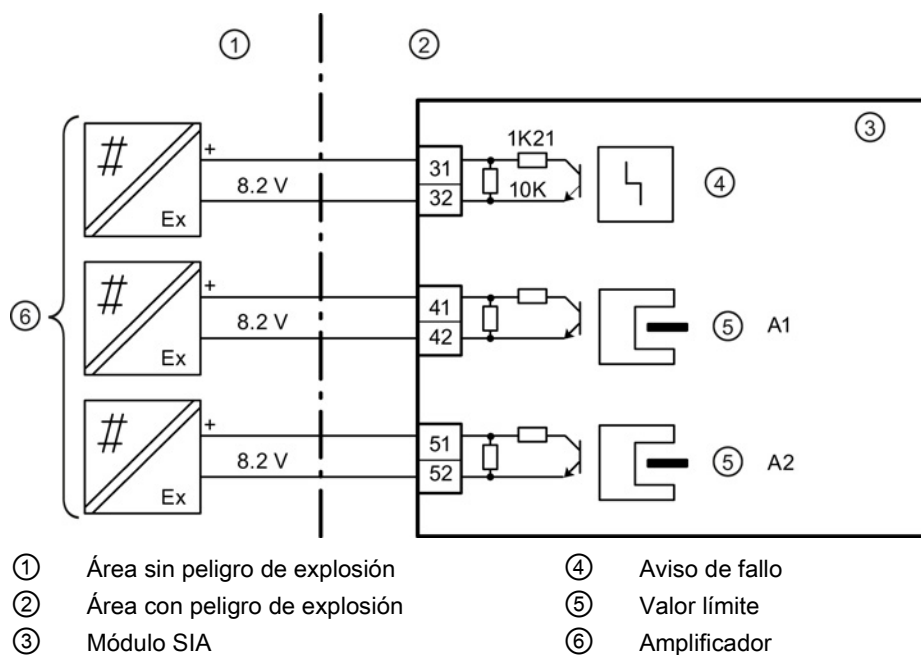 ① ②
③
#
+
8.2 V
Ex
31
32
1K21
10K
④
⑥
#
+
8.2 V
Ex
41
42
⑤ A1
#
+
8.2 V
Ex
51
52
⑤ A2
① Área sin peligro de explosión
② Área con peligro de explosión
③ Módulo SIA
④ Aviso de fallo
⑤ Valor límite
⑥ Amplificador